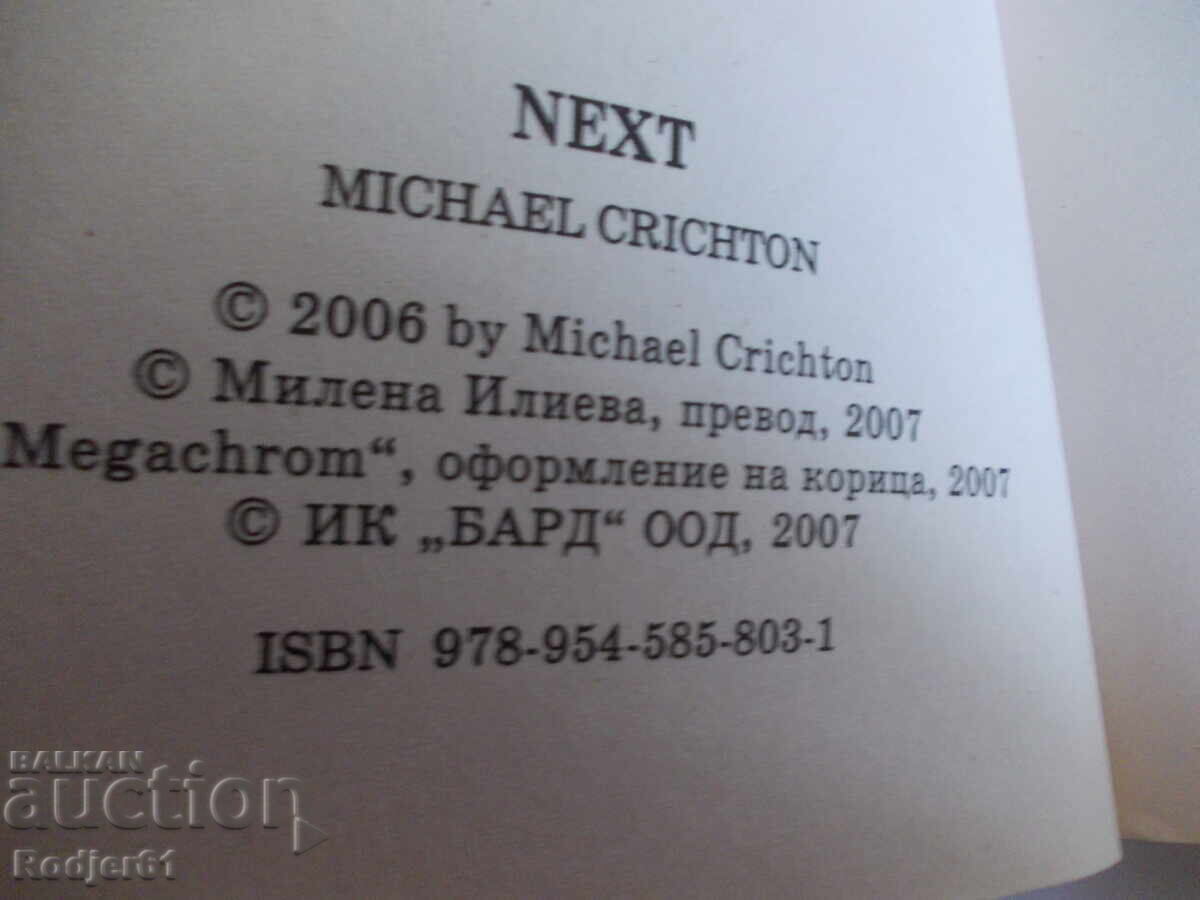 NEXT
MICHAEL CRICHTON
© 2006 by Michael Crichton
© Милена Илиева, превод, 2007
Megachrom“, оформление на корица, 2007
© ИК „БАРД“ ООД, 2007
ISBN 978-954-585-803-1
BALKAN
auction
Rodjer61